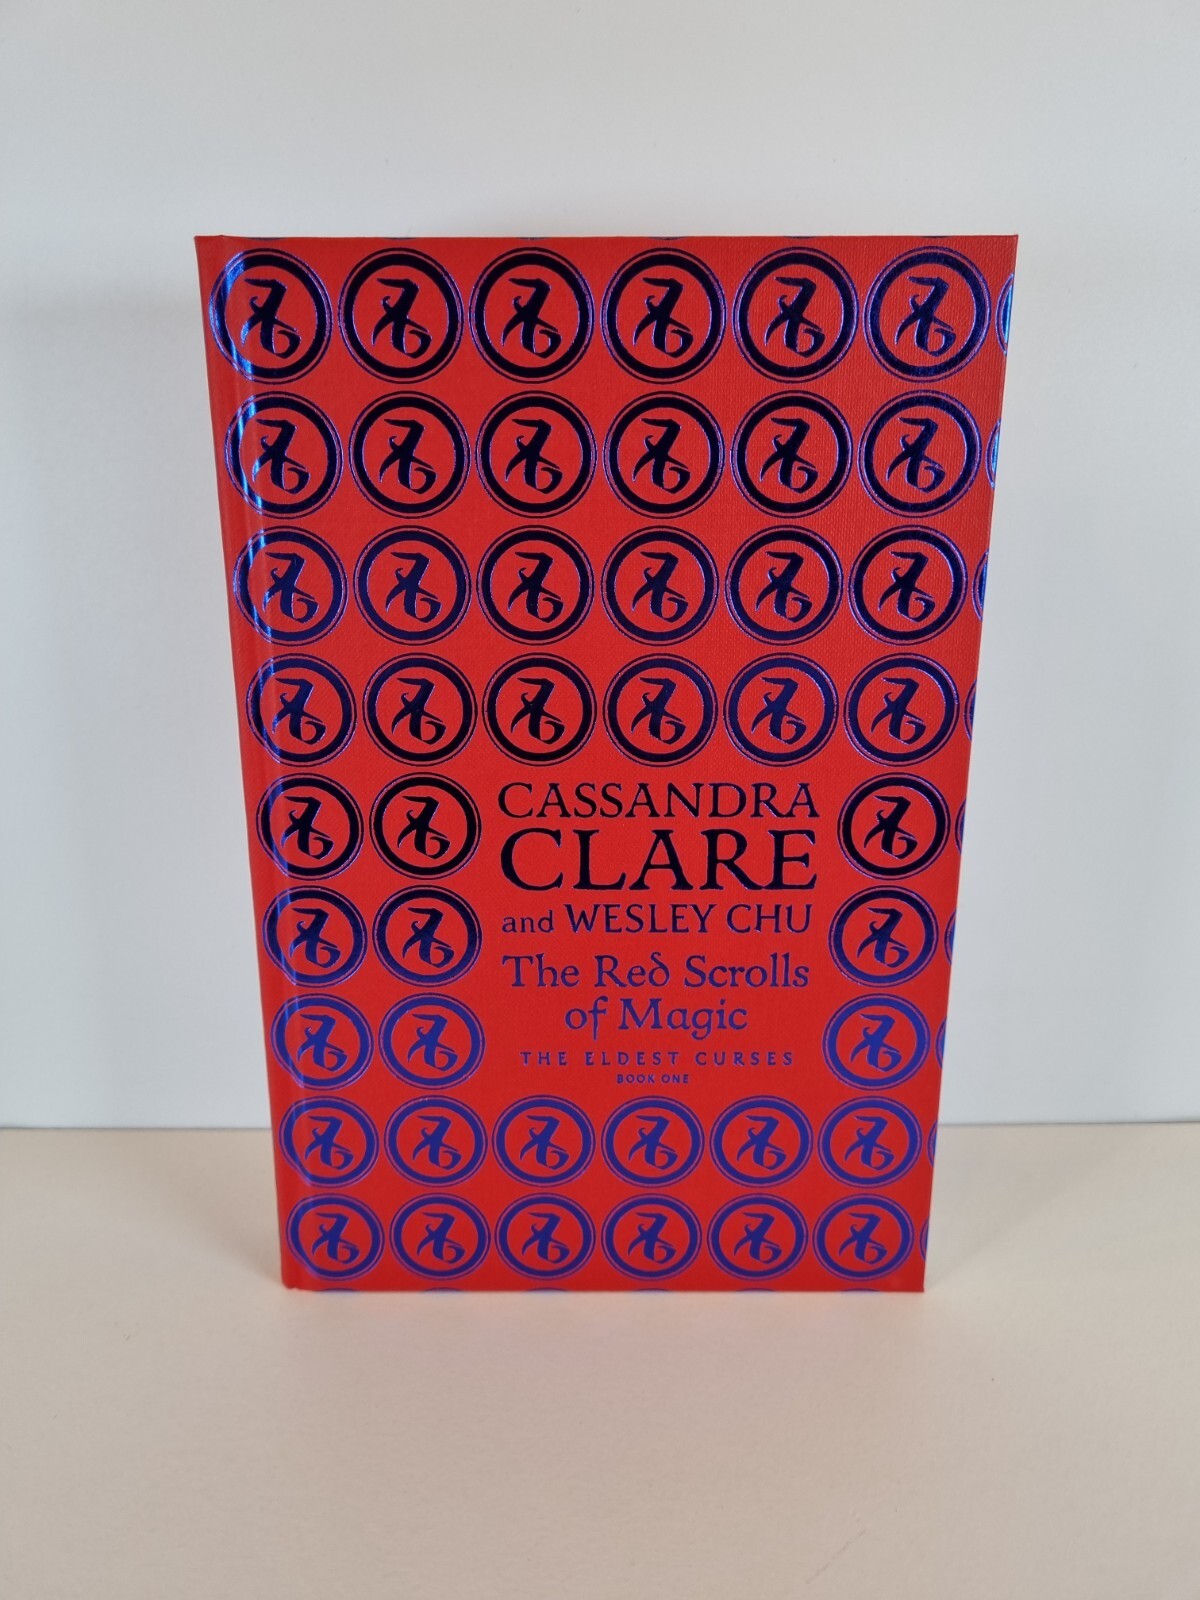 CASSANDRA
CLARE
and WESLEY CHU
The Red Scrolls
of Magic
THE ELDEST CURSES
BOOK ONE